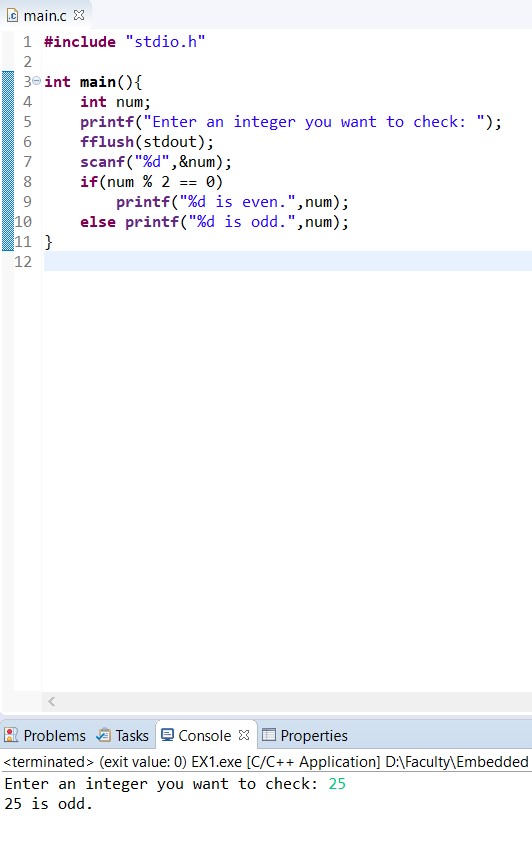 main.c
1 #include "stdio.h"
2
3 int main(){
4     int num;
5     printf("Enter an integer you want to check: ");
6     fflush(stdout);
7     scanf("%d",&num);
8     if(num % 2 == 0)
9         printf("%d is even.",num);
10     else printf("%d is odd.",num);
11 }
12
Problems Tasks Console Properties
<terminated> (exit value: 0) EX1.exe [C/C++ Application] D:\Faculty\Embedded
Enter an integer you want to check: 25
25 is odd.